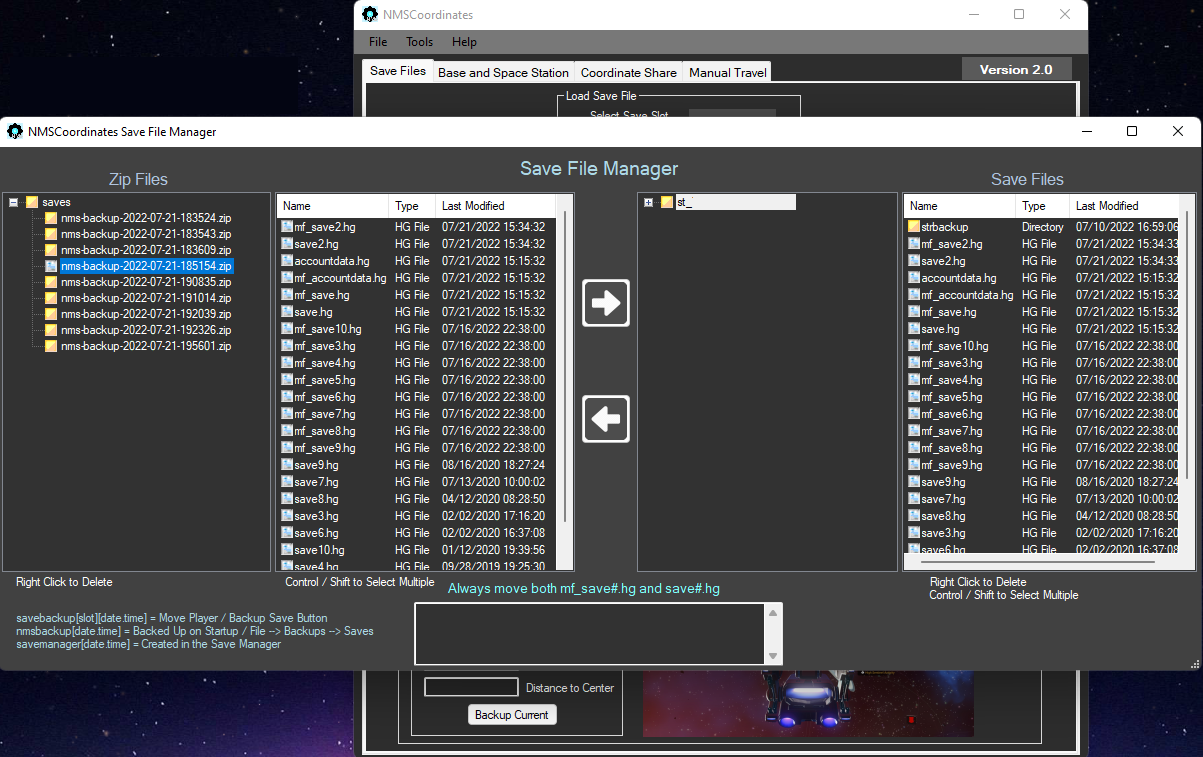 NMSCoordinates
File Tools Help
Save Files Base and Space Station Coordinate Share Manual Travel
Version 2.0
Load Save File
Select Save Slot
NMSCoordinates Save File Manager
Save File Manager
Zip Files
saves
nms-backup-2022-07-21-183524.zip
nms-backup-2022-07-21-183543.zip
nms-backup-2022-07-21-183609.zip
nms-backup-2022-07-21-185154.zip
nms-backup-2022-07-21-190835.zip
nms-backup-2022-07-21-191014.zip
nms-backup-2022-07-21-192039.zip
nms-backup-2022-07-21-192326.zip
nms-backup-2022-07-21-195601.zip
Right Click to Delete
Name Type Last Modified
mf_save2.hg HG File 07/21/2022 15:34:32
save2.hg HG File 07/21/2022 15:34:32
accountdata.hg HG File 07/21/2022 15:15:32
mf_accountdata.hg HG File 07/21/2022 15:15:32
mf_save.hg HG File 07/21/2022 15:15:32
save.hg HG File 07/21/2022 15:15:32
mf_save10.hg HG File 07/16/2022 22:38:00
mf_save3.hg HG File 07/16/2022 22:38:00
mf_save4.hg HG File 07/16/2022 22:38:00
mf_save5.hg HG File 07/16/2022 22:38:00
mf_save6.hg HG File 07/16/2022 22:38:00
mf_save7.hg HG File 07/16/2022 22:38:00
mf_save8.hg HG File 07/16/2022 22:38:00
mf_save9.hg HG File 07/16/2022 22:38:00
save9.hg HG File 08/16/2020 18:27:24
save7.hg HG File 07/13/2020 10:00:02
save8.hg HG File 04/12/2020 08:28:50
save3.hg HG File 02/02/2020 17:16:20
save6.hg HG File 02/02/2020 16:37:08
save10.hg HG File 01/12/2020 19:39:56
save4.hg HG File 09/28/2019 19:25:30
Control / Shift to Select Multiple
st_
Save Files
Name Type Last Modified
strbackup Directory 07/10/2022 16:59:06
mf_save2.hg HG File 07/21/2022 15:34:33
save2.hg HG File 07/21/2022 15:34:33
accountdata.hg HG File 07/21/2022 15:15:32
mf_accountdata.hg HG File 07/21/2022 15:15:32
mf_save.hg HG File 07/21/2022 15:15:32
save.hg HG File 07/21/2022 15:15:32
mf_save10.hg HG File 07/16/2022 22:38:00
mf_save3.hg HG File 07/16/2022 22:38:00
mf_save4.hg HG File 07/16/2022 22:38:00
mf_save5.hg HG File 07/16/2022 22:38:00
mf_save6.hg HG File 07/16/2022 22:38:00
mf_save7.hg HG File 07/16/2022 22:38:00
mf_save8.hg HG File 07/16/2022 22:38:00
mf_save9.hg HG File 07/16/2022 22:38:00
save9.hg HG File 08/16/2020 18:27:24
save7.hg HG File 07/13/2020 10:00:02
save8.hg HG File 04/12/2020 08:28:50
save3.hg HG File 02/02/2020 17:16:20
save6.hg HG File 02/02/2020 16:37:08
Right Click to Delete
Control / Shift to Select Multiple
Always move both mf_save#.hg and save#.hg
savebackup[slot][date.time] = Move Player / Backup Save Button
nmsbackup[date.time] = Backed Up on Startup / File --> Backups --> Saves
savemanager[date.time] = Created in the Save Manager
Distance to Center
Backup Current